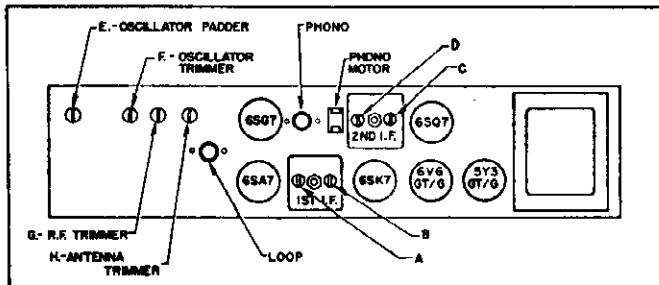 E.-OSCILLATOR PADDER
PHONO
F.- OSCILLATOR
TRIMMER
PHONO
MOTOR
D
C
6SG7
2ND I.F.
6SQ7
6SA7
1ST I.F.
6SK7
6V6
GT/G
5Y3
GT/G
G.- R.F. TRIMMER
H.-ANTENNA
TRIMMER
LOOP
A
B